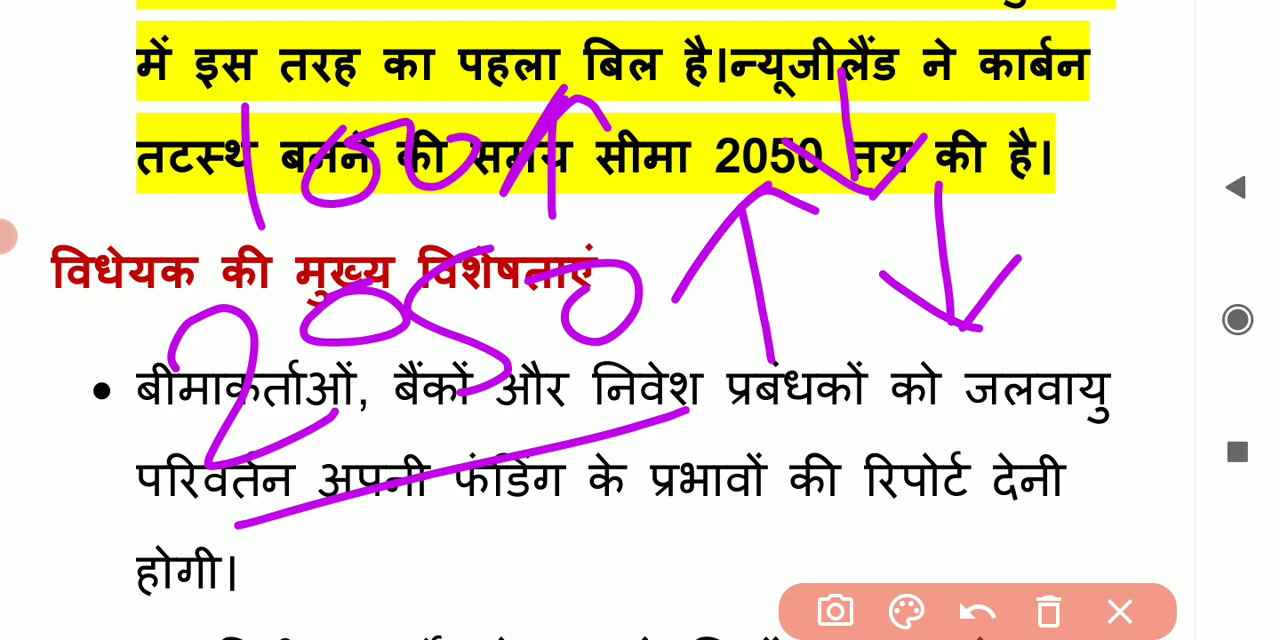 में इस तरह का पहला बिल है।न्यूजीलैंड ने कार्बन
तटस्थ बनने की समय सीमा 2050 तय की है।
100
विधेयक की मुख्य विशेषताएं
2050
बीमाकर्ताओं, बैंकों और निवेश प्रबंधकों को जलवायु
परिवर्तन अपनी फंडिंग के प्रभावों की रिपोर्ट देनी
होगी।